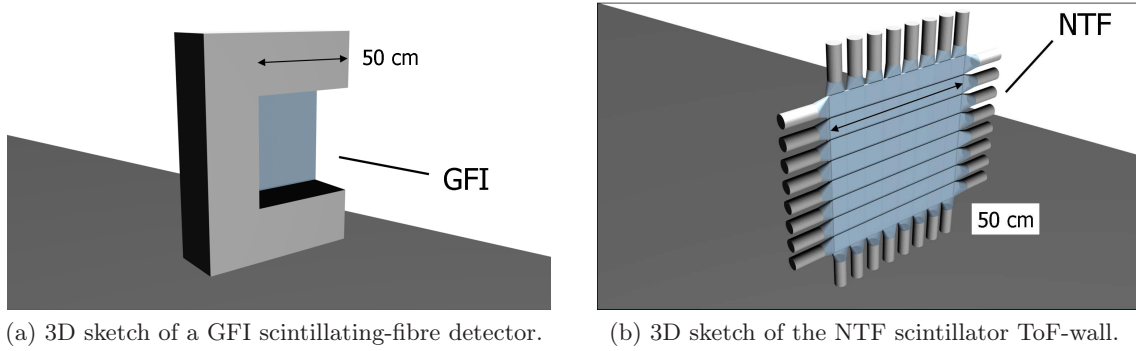 50 cm
GFI
NTF
50 cm
(a) 3D sketch of a GFI scintillating-fibre detector.
(b) 3D sketch of the NTF scintillator ToF-wall.